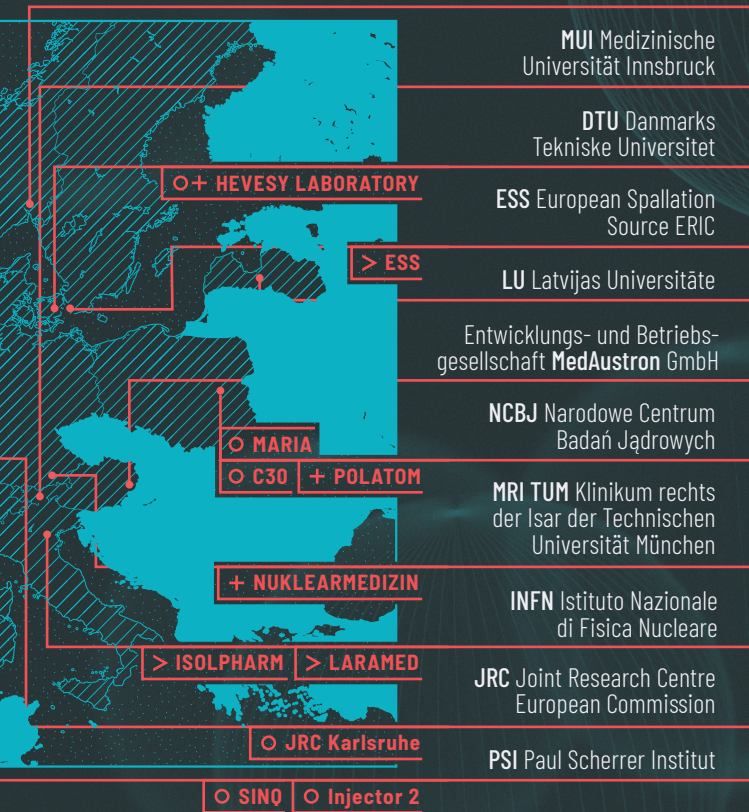 MUI Medizinische
Universität Innsbruck
DTU Danmarks
Tekniske Universitet
O+ HEVESY LABORATORY
ESS European Spallation
Source ERIC
> ESS
LU Latvijas Universitāte
Entwicklungs- und Betriebs-
gesellschaft MedAustron GmbH
NCBJ Narodowe Centrum
Badań Jądrowych
O MARIA
O C30 + POLATOM
MRI TUM Klinikum rechts
der Isar der Technischen
Universität München
+ NUKLEARMEDIZIN
INFN Istituto Nazionale
di Fisica Nucleare
> ISOLPHARM > LARAMED
JRC Joint Research Centre
European Commission
O JRC Karlsruhe
PSI Paul Scherrer Institut
O SINQ O Injector 2